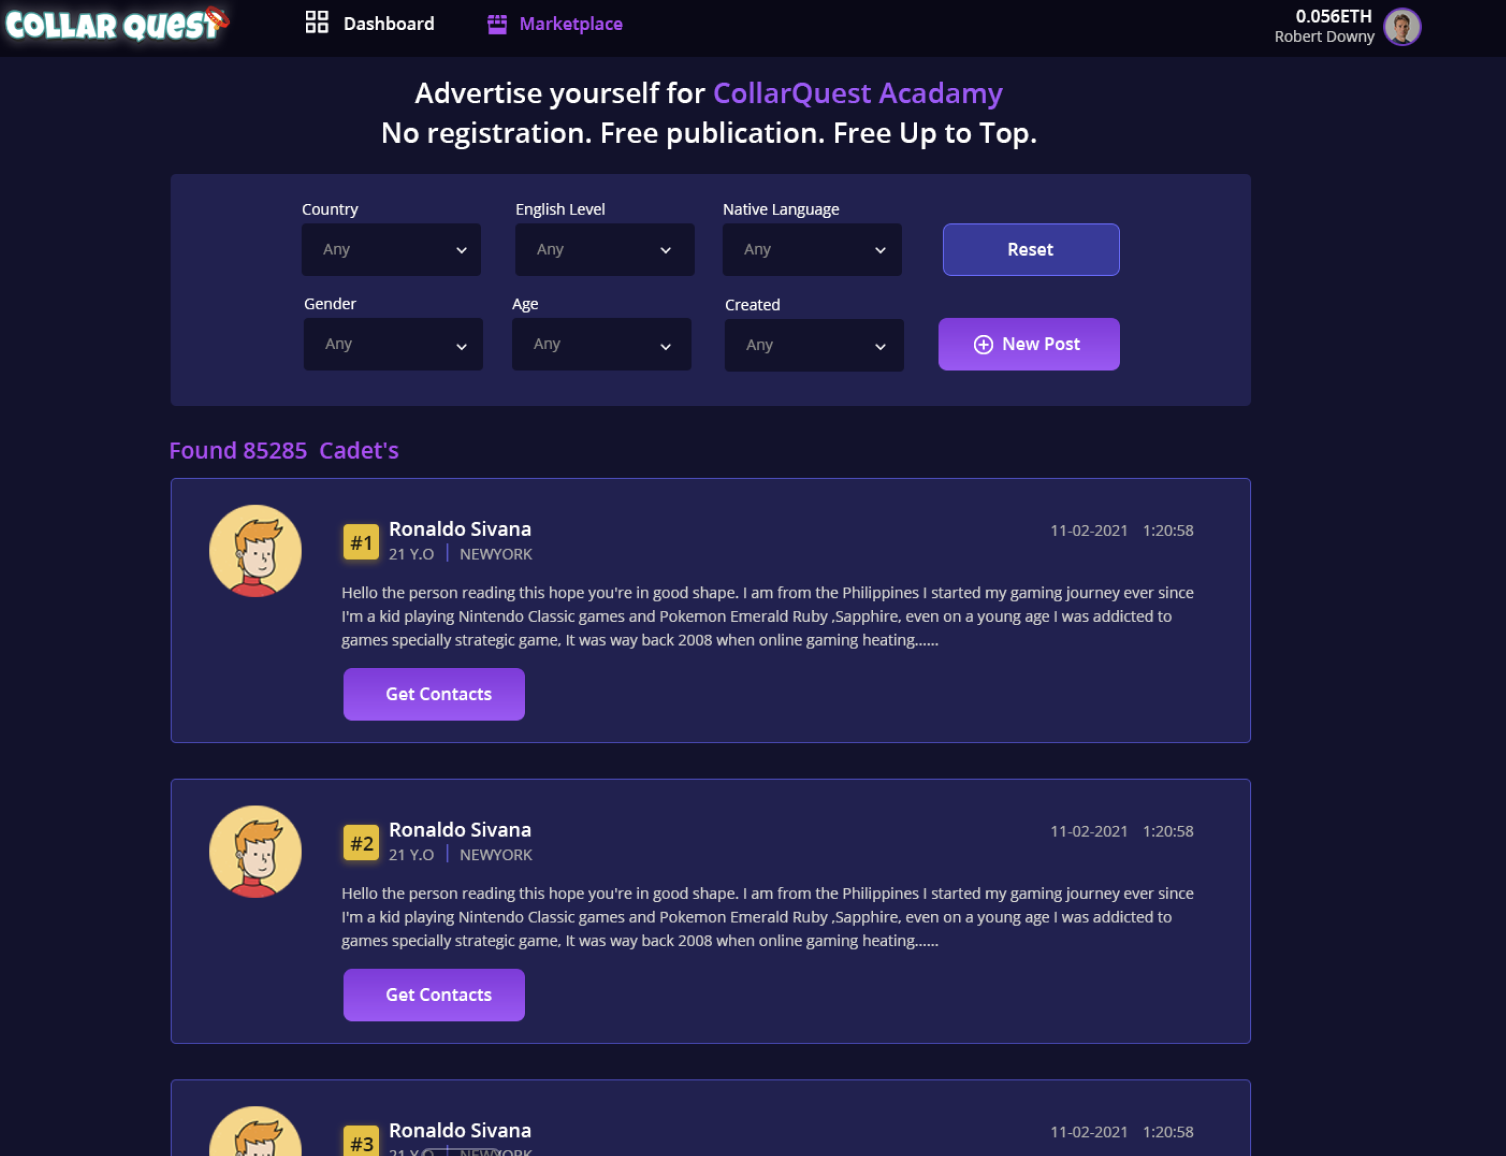 COLLAR QUEST
Dashboard
Marketplace
0.056ETH
Robert Downy
Advertise yourself for CollarQuest Acadamy
No registration. Free publication. Free Up to Top.
Country
English Level
Native Language
Any
Any
Any
Reset
Gender
Age
Created
Any
Any
Any
New Post
Found 85285 Cadet's
#1
Ronaldo Sivana
11-02-2021 1:20:58
21 Y.O
NEWYORK
Hello the person reading this hope you're in good shape. I am from the Philippines I started my gaming journey ever since
I'm a kid playing Nintendo Classic games and Pokemon Emerald Ruby ,Sapphire, even on a young age I was addicted to
games specially strategic game, It was way back 2008 when online gaming heating......
Get Contacts
#2
Ronaldo Sivana
11-02-2021 1:20:58
21 Y.O
NEWYORK
Hello the person reading this hope you're in good shape. I am from the Philippines I started my gaming journey ever since
I'm a kid playing Nintendo Classic games and Pokemon Emerald Ruby ,Sapphire, even on a young age I was addicted to
games specially strategic game, It was way back 2008 when online gaming heating......
Get Contacts
#3
Ronaldo Sivana
11-02-2021 1:20:58
21 Y.O
NEWYORK